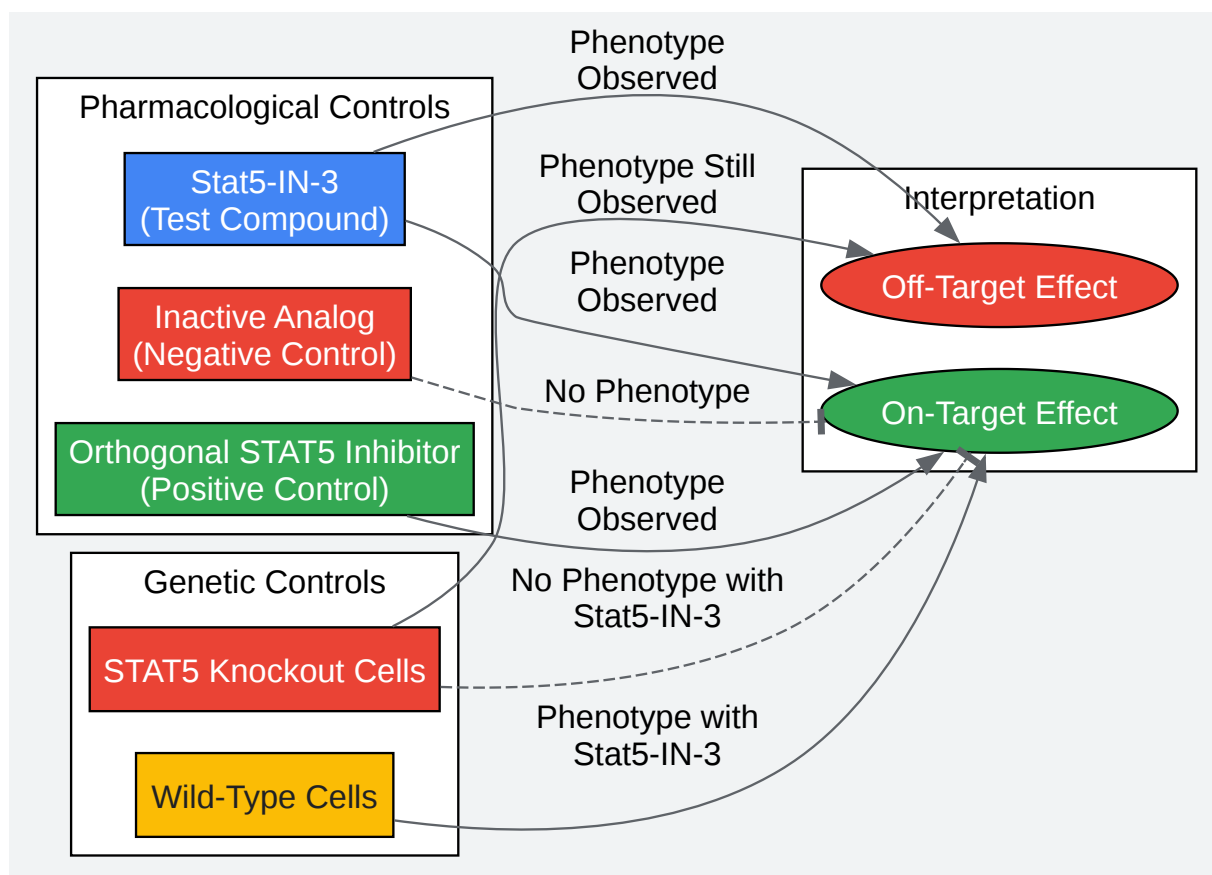 Pharmacological Controls
Stat5-IN-3
(Test Compound)
Inactive Analog
(Negative Control)
Orthogonal STAT5 Inhibitor
(Positive Control)
Genetic Controls
STAT5 Knockout Cells
Wild-Type Cells
Phenotype
Observed
Phenotype Still
Observed
Phenotype
Observed
No Phenotype
Phenotype
Observed
No Phenotype with
Stat5-IN-3
Phenotype with
Stat5-IN-3
Interpretation
Off-Target Effect
On-Target Effect